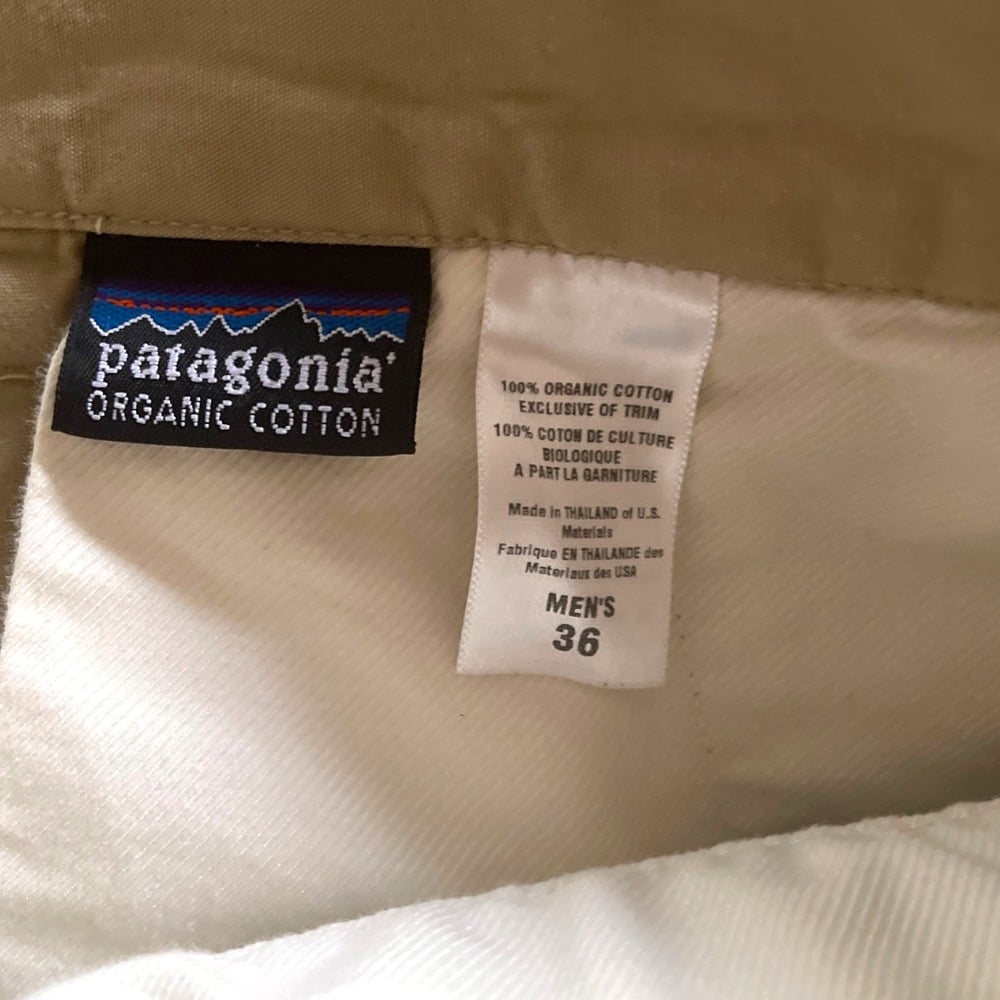 patagonia
ORGANIC COTTON
100% ORGANIC COTTON
EXCLUSIVE OF TRIM
100% COTON DE CULTURE
BIOLOGIQUE
A PART LA GARNITURE
Made in THAILAND of U.S.
Materials
Fabrique EN THAILANDE des
Materiaux des USA
MEN'S
36